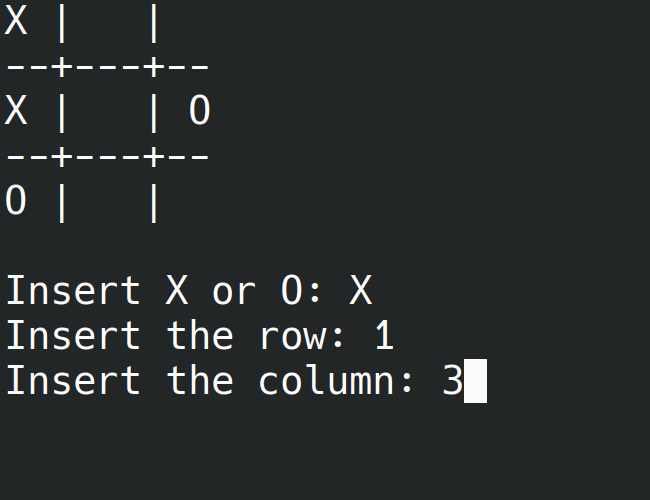 X |   |
--+---+--
X |   | O
--+---+--
O |   |
Insert X or O: X
Insert the row: 1
Insert the column: 3